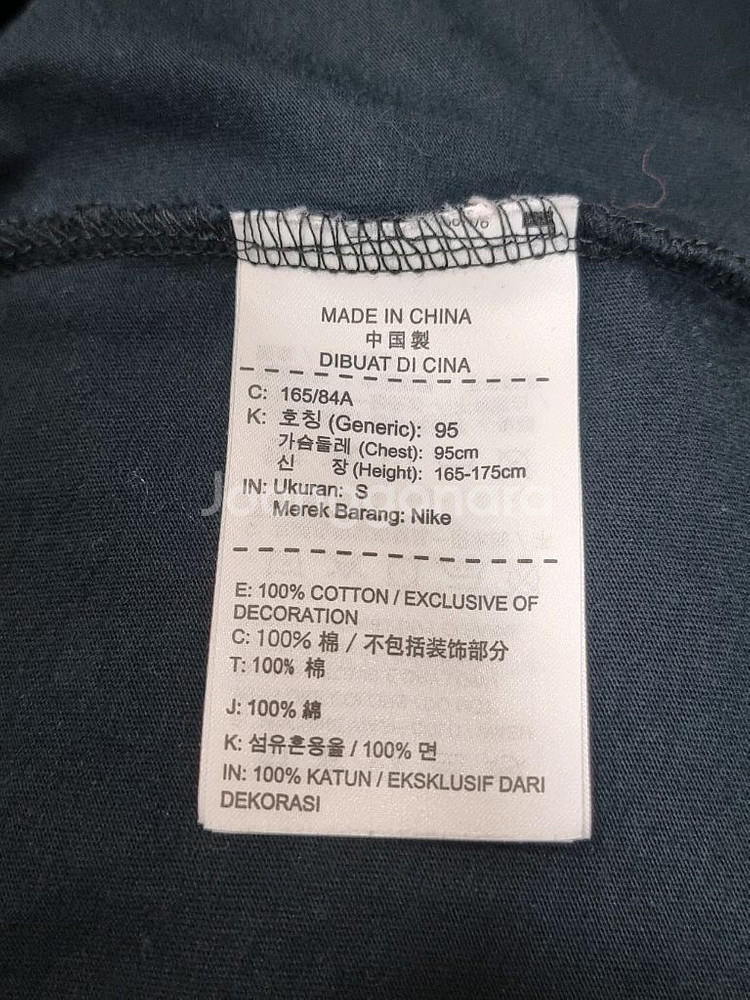 MADE IN CHINA
中国製
DIBUAT DI CINA
C: 165/84A
K: 호칭 (Generic): 95
가슴둘레 (Chest): 95cm
신 장 (Height): 165-175cm
IN: Ukuran: S
Merek Barang: Nike
E: 100% COTTON / EXCLUSIVE OF
DECORATION
C: 100% 棉 / 不包括装饰部分
T: 100% 棉
J: 100% 綿
K: 섬유혼용율 / 100% 면
IN: 100% KATUN / EKSKLUSIF DARI
DEKORASI